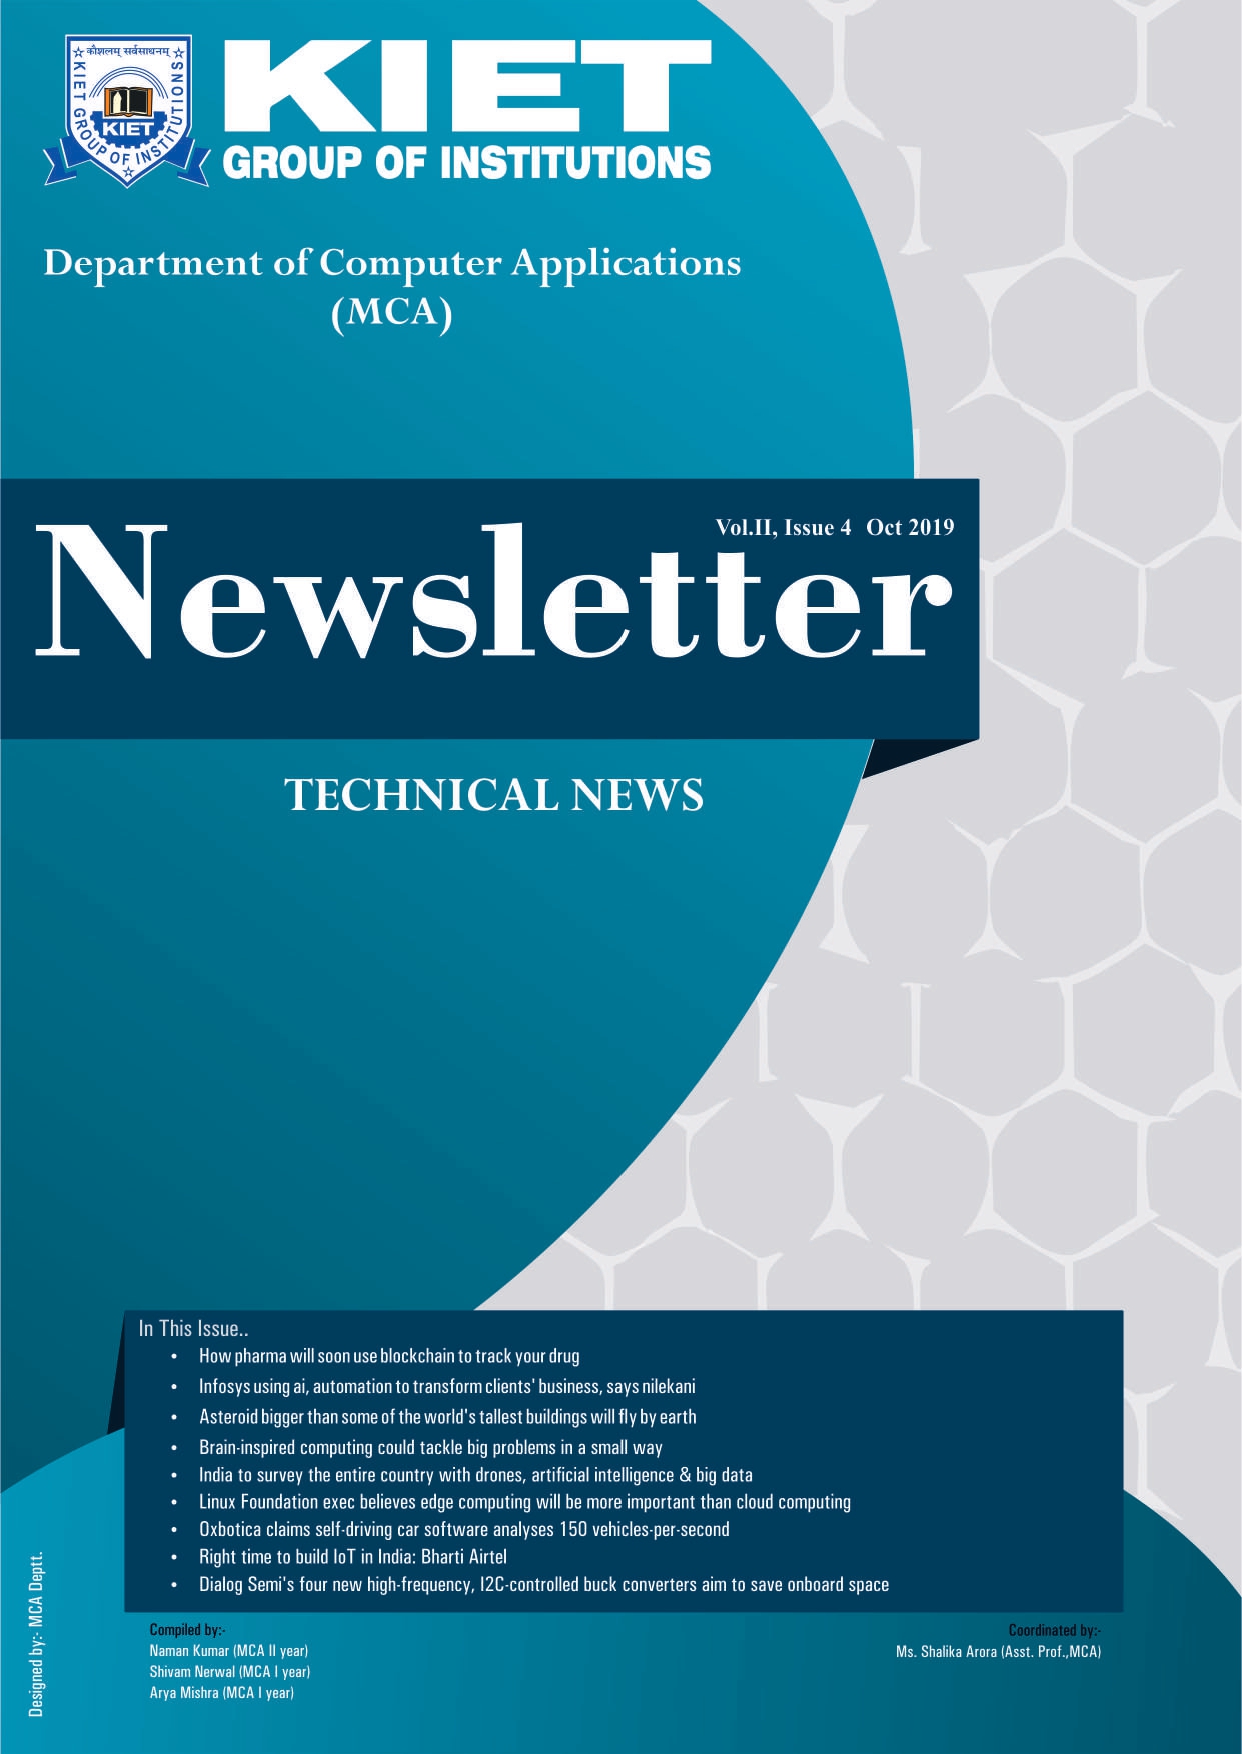 कौशलम् सर्वसाधनम्
KIET GROUP OF INSTITUTIONS
KIET
KIET
GROUP OF INSTITUTIONS
Department of Computer Applications
(MCA)
Vol.II, Issue 4 Oct 2019
Newsletter
TECHNICAL NEWS
In This Issue..
• How pharma will soon use blockchain to track your drug
• Infosys using ai, automation to transform clients' business, says nilekani
• Asteroid bigger than some of the world's tallest buildings will fly by earth
• Brain-inspired computing could tackle big problems in a small way
• India to survey the entire country with drones, artificial intelligence & big data
• Linux Foundation exec believes edge computing will be more important than cloud computing
• Oxbotica claims self-driving car software analyses 150 vehicles-per-second
• Right time to build IoT in India: Bharti Airtel
• Dialog Semi's four new high-frequency, I2C-controlled buck converters aim to save onboard space
Compiled by:-
Naman Kumar (MCA II year)
Shivam Nerwal (MCA I year)
Arya Mishra (MCA I year)
Coordinated by:-
Ms. Shalika Arora (Asst. Prof.,MCA)
Designed by:- MCA Deptt.